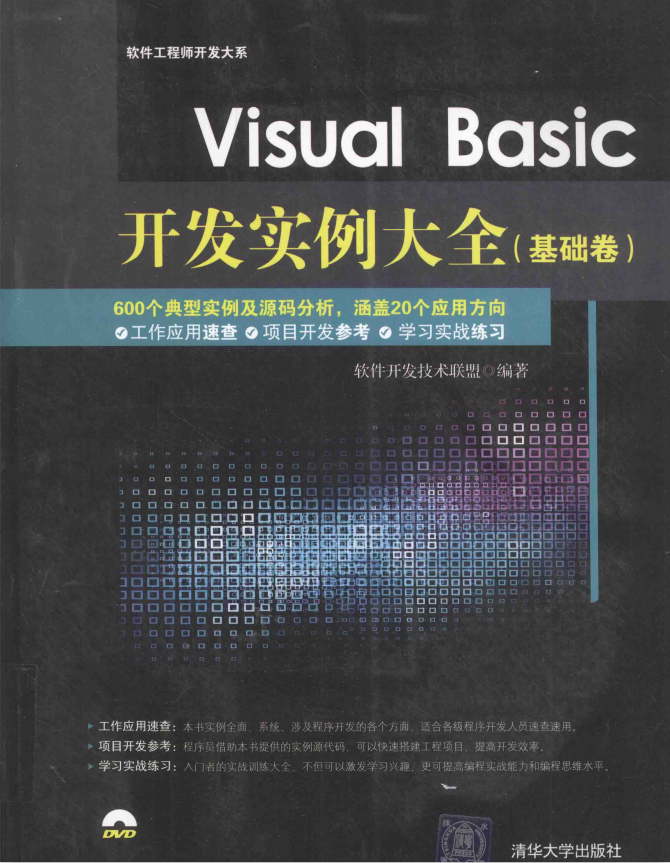 软件工程师开发大系
Visual Basic
开发实例大全（基础卷）
600个典型实例及源码分析，涵盖20个应用方向
工作应用速查 项目开发参考 学习实战练习
软件开发技术联盟◎编著
工作应用速查：本书实例全面、系统，涉及程序开发的各个方面，适合各级程序开发人员速查速用。
项目开发参考：程序员借助本书提供的实例源代码，可以快速搭建工程项目，提高开发效率。
学习实战练习：入门者的实战训练大全，不但可以激发学习兴趣，更可提高编程实战能力和编程思维水平。
DVD
清华大学出版社